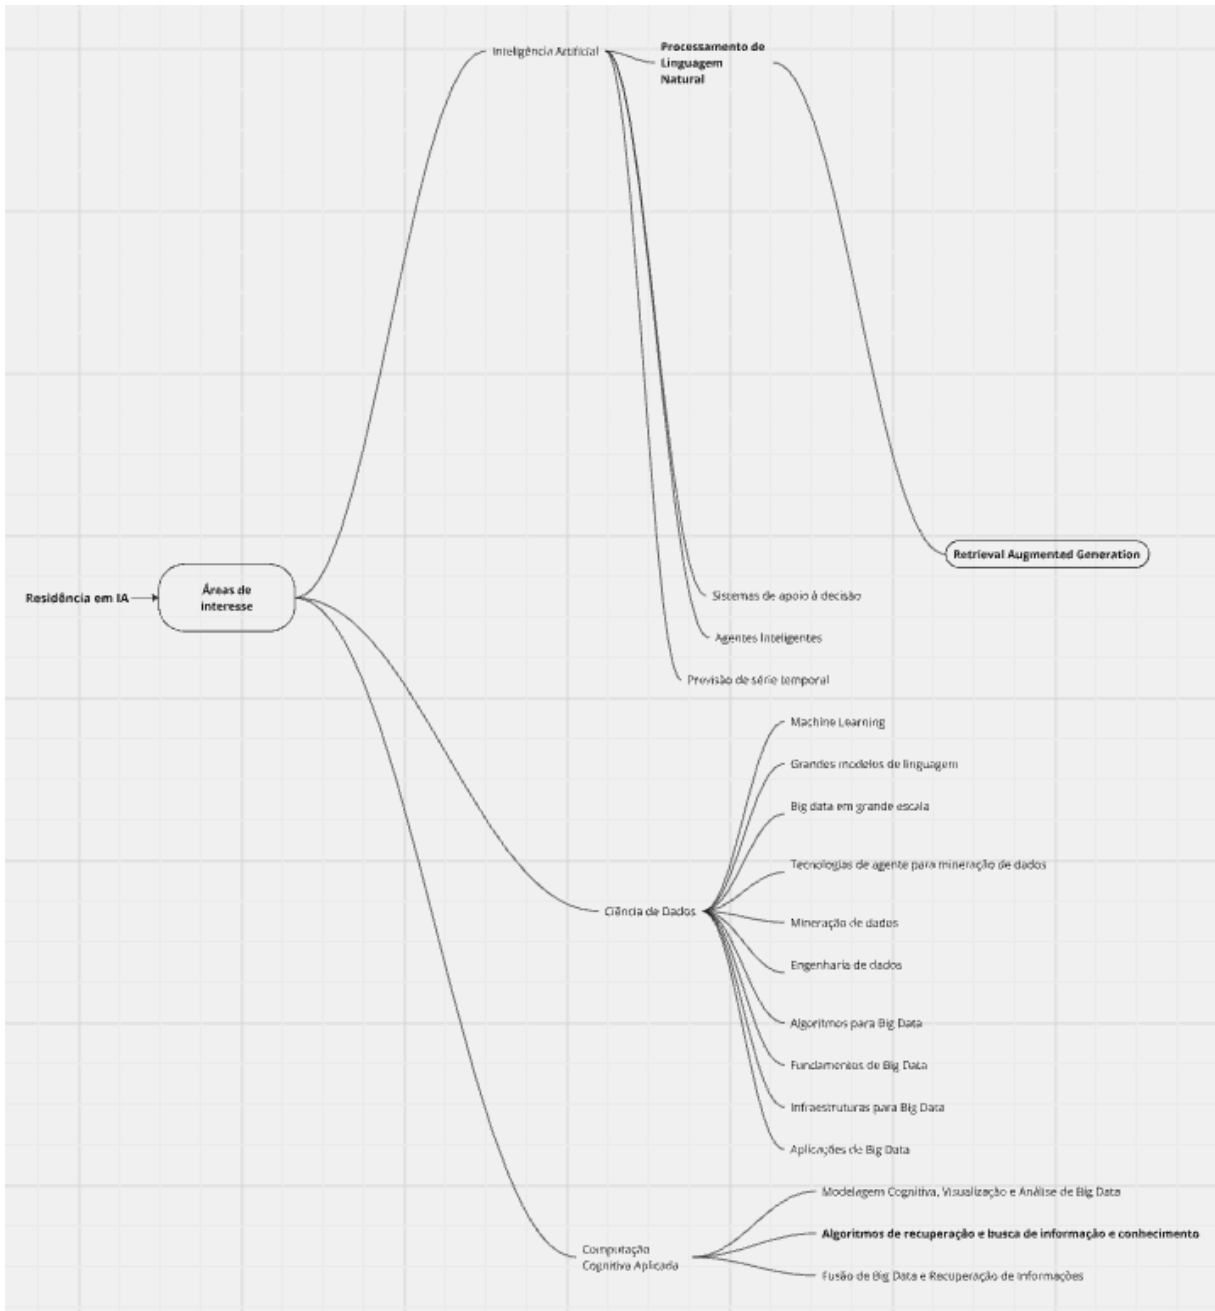 Inteligência Artificial
Processamento de
Linguagem
Natural
Retrieval Augmented Generation
Residência em IA
Áreas de
interesse
Sistemas de apoio à decisão
Agentes Inteligentes
Previsão de série temporal
Machine Learning
Grandes modelos de linguagem
Big data em grande escala
Tecnologias de agente para mineração de dados
Ciência de Dados
Mineração de dados
Engenharia de dados
Algoritmos para Big Data
Fundamentos de Big Data
Infraestruturas para Big Data
Aplicações de Big Data
Modelagem Cognitiva, Visualização e Análise de Big Data
Algoritmos de recuperação e busca de informação e conhecimento
Computação
Cognitiva Aplicada
Fusão de Big Data e Recuperação de Informações